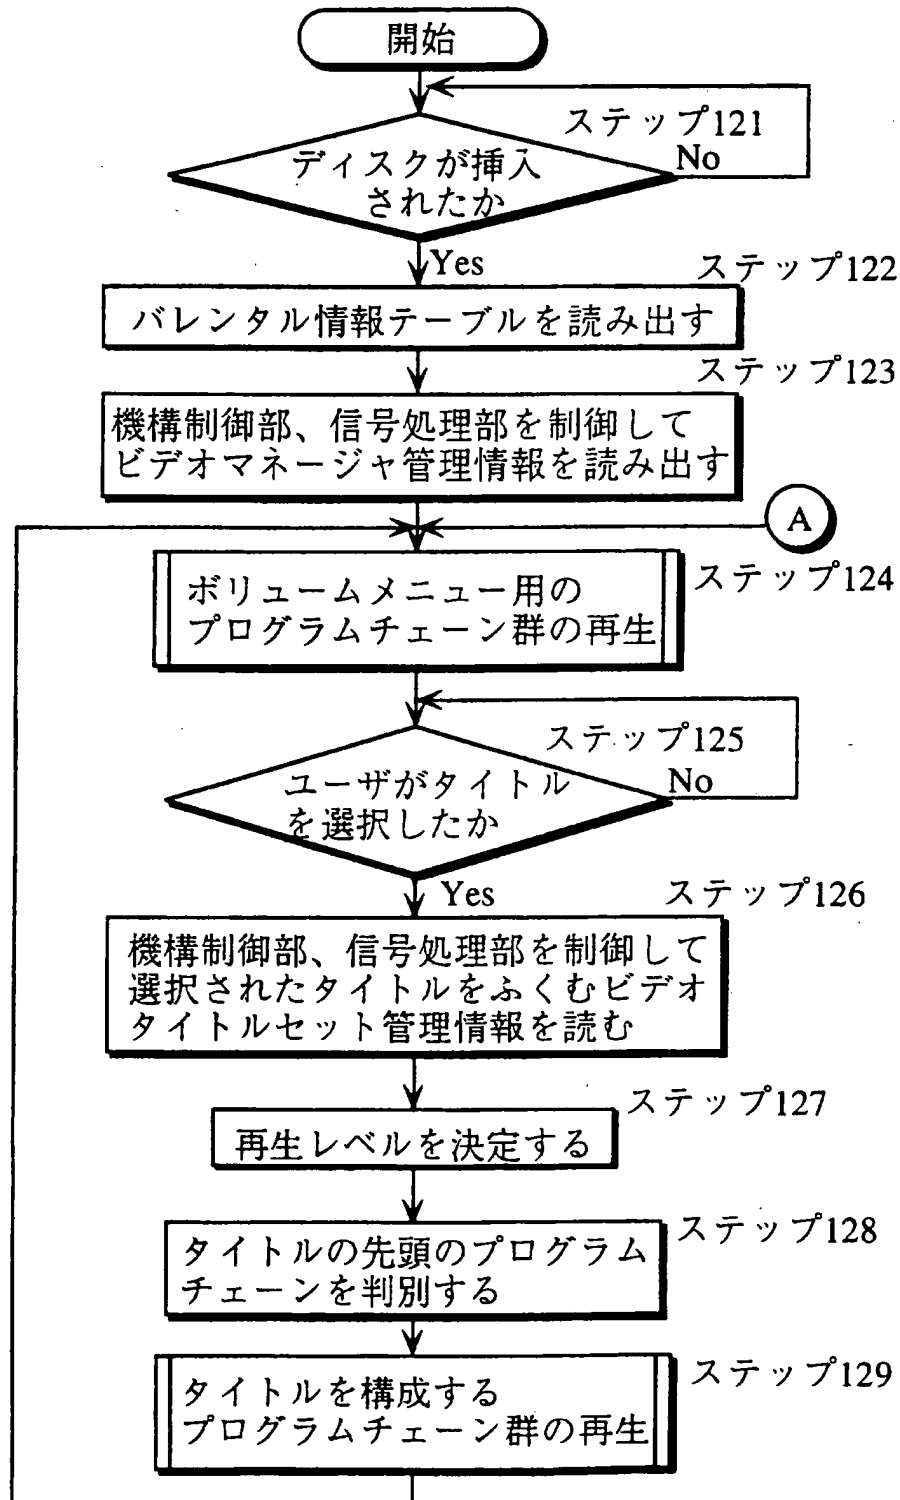 開始
ステップ121
ディスクが挿入
されたか
No
Yes
ステップ122
バレンタル情報テーブルを読み出す
ステップ123
機構制御部、信号処理部を制御して
ビデオマネージャ管理情報を読み出す
A
ステップ124
ボリュームメニュー用の
プログラムチェーン群の再生
ステップ125
ユーザがタイトル
を選択したか
No
Yes
ステップ126
機構制御部、信号処理部を制御して
選択されたタイトルをふくむビデオ
タイトルセット管理情報を読む
ステップ127
再生レベルを決定する
ステップ128
タイトルの先頭のプログラム
チェーンを判別する
ステップ129
タイトルを構成する
プログラムチェーン群の再生